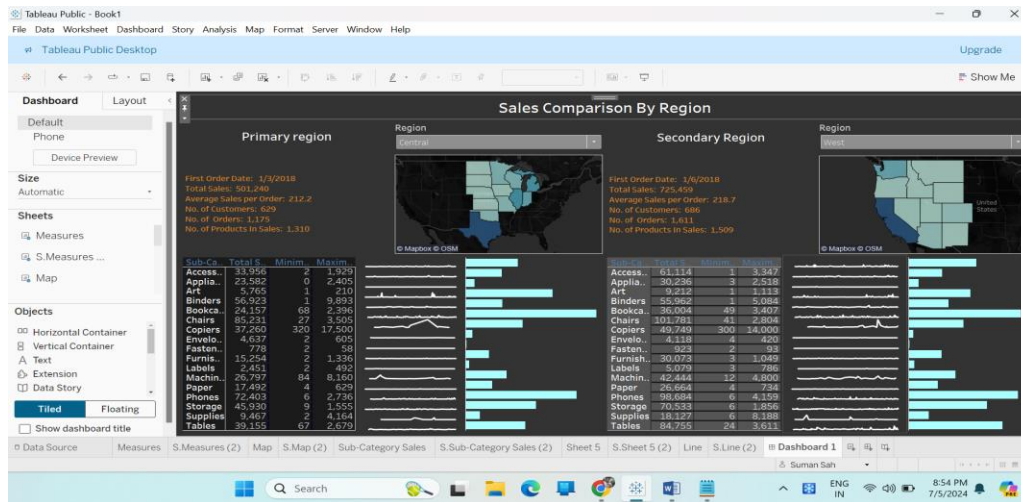 Tableau Public - Book1
File Data Worksheet Dashboard Story Analysis Map Format Server Window Help
Tableau Public Desktop
Upgrade
Show Me
Dashboard Layout
Default
Phone
Device Preview
Size
Automatic
Sheets
Measures
S.Measures ...
Map
Objects
Horizontal Container
Vertical Container
A Text
Extension
Data Story
Tiled Floating
Show dashboard title
Sales Comparison By Region
Primary region
Region
Central
First Order Date: 1/3/2018
Total Sales: 501,240
Average Sales per Order: 212.2
No. of Customers: 629
No. of Orders: 1,175
No. of Products In Sales: 1,310
© Mapbox © OSM
Sub-Ca.. Total S.. Minim.. Maxim..
Access.. 33,956 2 1,929
Applia.. 23,582 0 2,405
Art 5,765 1 210
Binders 56,923 1 9,893
Bookca.. 24,157 68 2,396
Chairs 85,231 27 3,505
Copiers 37,260 320 17,500
Envelo.. 4,637 2 605
Fasten.. 778 2 58
Furnis.. 15,254 2 1,336
Labels 2,451 2 492
Machin.. 26,797 84 8,160
Paper 17,492 4 629
Phones 72,403 6 2,736
Storage 45,930 9 1,555
Supplies 9,467 2 4,164
Tables 39,155 67 2,679
Secondary Region
Region
West
First Order Date: 1/6/2018
Total Sales: 725,459
Average Sales per Order: 218.7
No. of Customers: 686
No. of Orders: 1,611
No. of Products In Sales: 1,509
United
States
© Mapbox © OSM
Sub-Ca.. Total S.. Minim.. Maxim..
Access.. 61,114 1 3,347
Applia.. 30,236 3 2,518
Art 9,212 1 1,113
Binders 55,962 1 5,084
Bookca.. 36,004 49 3,407
Chairs 101,781 41 2,804
Copiers 49,749 300 14,000
Envelo.. 4,118 4 420
Fasten.. 923 2 93
Furnish.. 30,073 3 1,049
Labels 5,079 3 786
Machin.. 42,444 12 4,800
Paper 26,664 4 734
Phones 98,684 6 4,159
Storage 70,533 6 1,856
Supplies 18,127 6 8,188
Tables 84,755 24 3,611
Data Source Measures S.Measures (2) Map S.Map (2) Sub-Category Sales S.Sub-Category Sales (2) Sheet 5 S.Sheet 5 (2) Line S.Line (2) Dashboard 1
Suman Sah
Search
ENG
IN
8:54 PM
7/5/2024